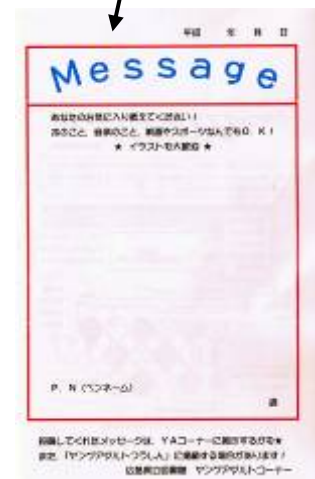 平成　年　月　日
Message
あなたのお気に入り教えてください！
本のこと、音楽のこと、映画やスポーツなんでもO．K！
★ イラストも大歓迎 ★
P．N（ペンネーム）
投稿してくれたメッセージは、YAコーナーに掲示するかも★
また、「ヤングアダルトつうしん」に掲載する場合があります！
広島県立図書館　ヤングアダルトコーナー